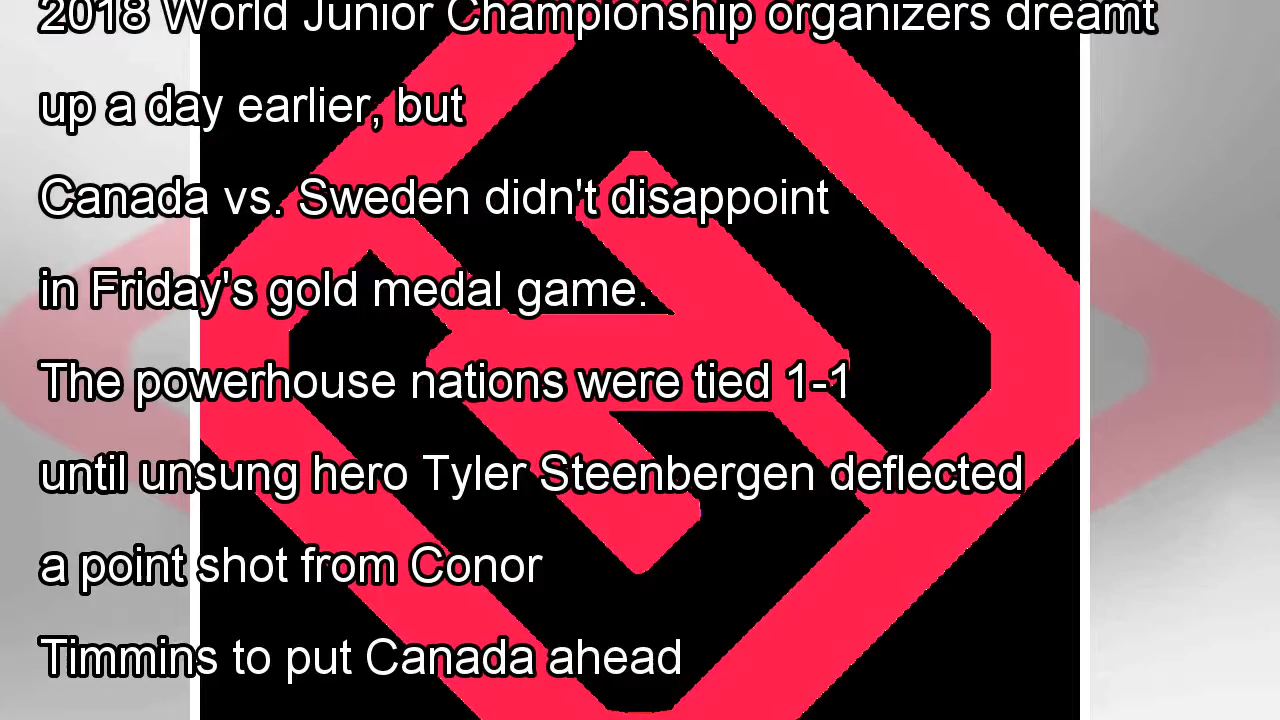 2018 World Junior Championship organizers dreamt
up a day earlier, but
Canada vs. Sweden didn't disappoint
in Friday's gold medal game.
The powerhouse nations were tied 1-1
until unsung hero Tyler Steenbergen deflected
a point shot from Conor
Timmins to put Canada ahead